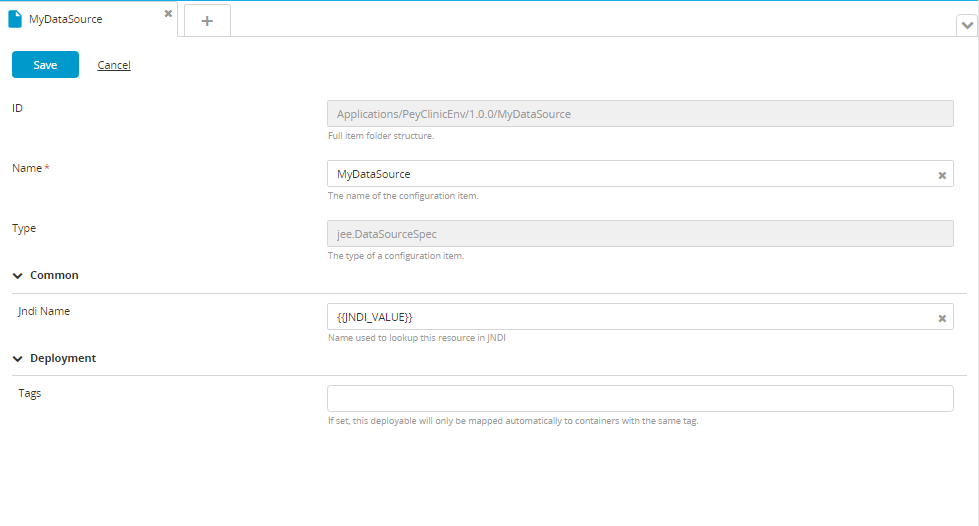 MyDataSource
Save Cancel
ID
Applications/PeyClinicEnv/1.0.0/MyDataSource
Full item folder structure.
Name *
MyDataSource
The name of the configuration item.
Type
jee.DataSourceSpec
The type of a configuration item.
Common
Jndi Name
{{JNDI_VALUE}}
Name used to lookup this resource in JNDI
Deployment
Tags
If set, this deployable will only be mapped automatically to containers with the same tag.